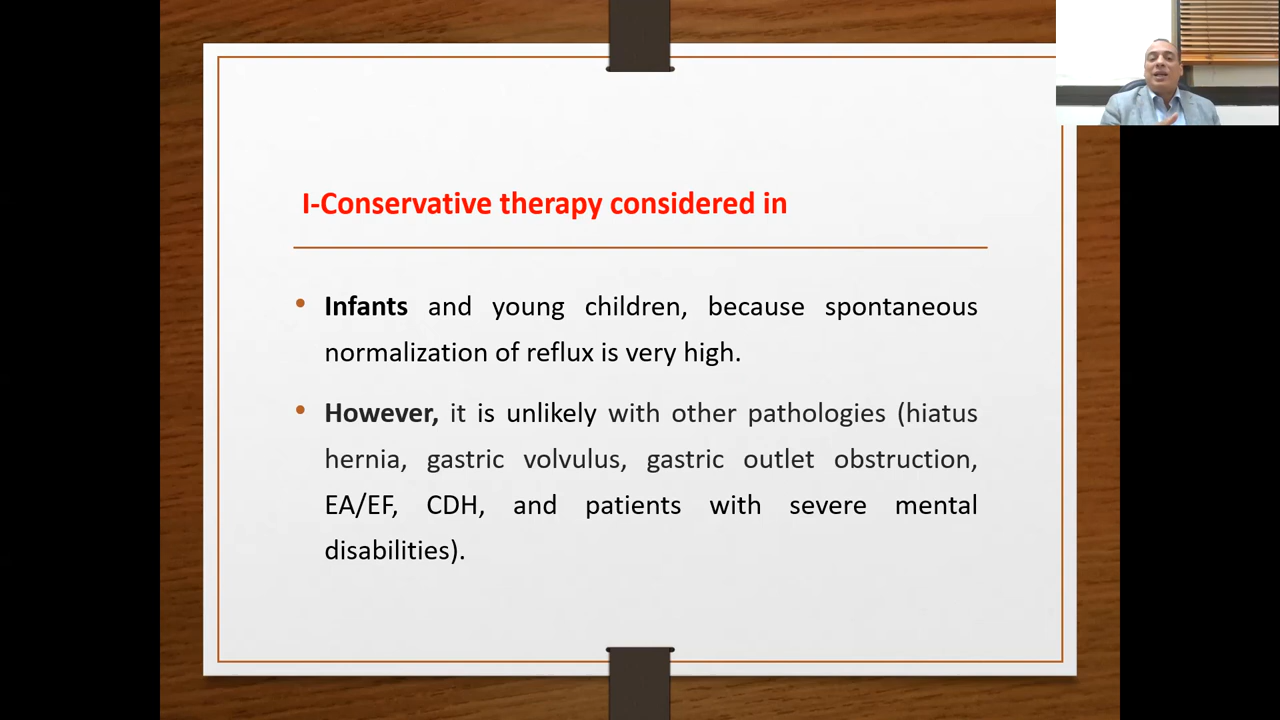 I-Conservative therapy considered in
• Infants and young children, because spontaneous
normalization of reflux is very high.
• However, it is unlikely with other pathologies (hiatus
hernia, gastric volvulus, gastric outlet obstruction,
EA/EF, CDH, and patients with severe mental
disabilities).